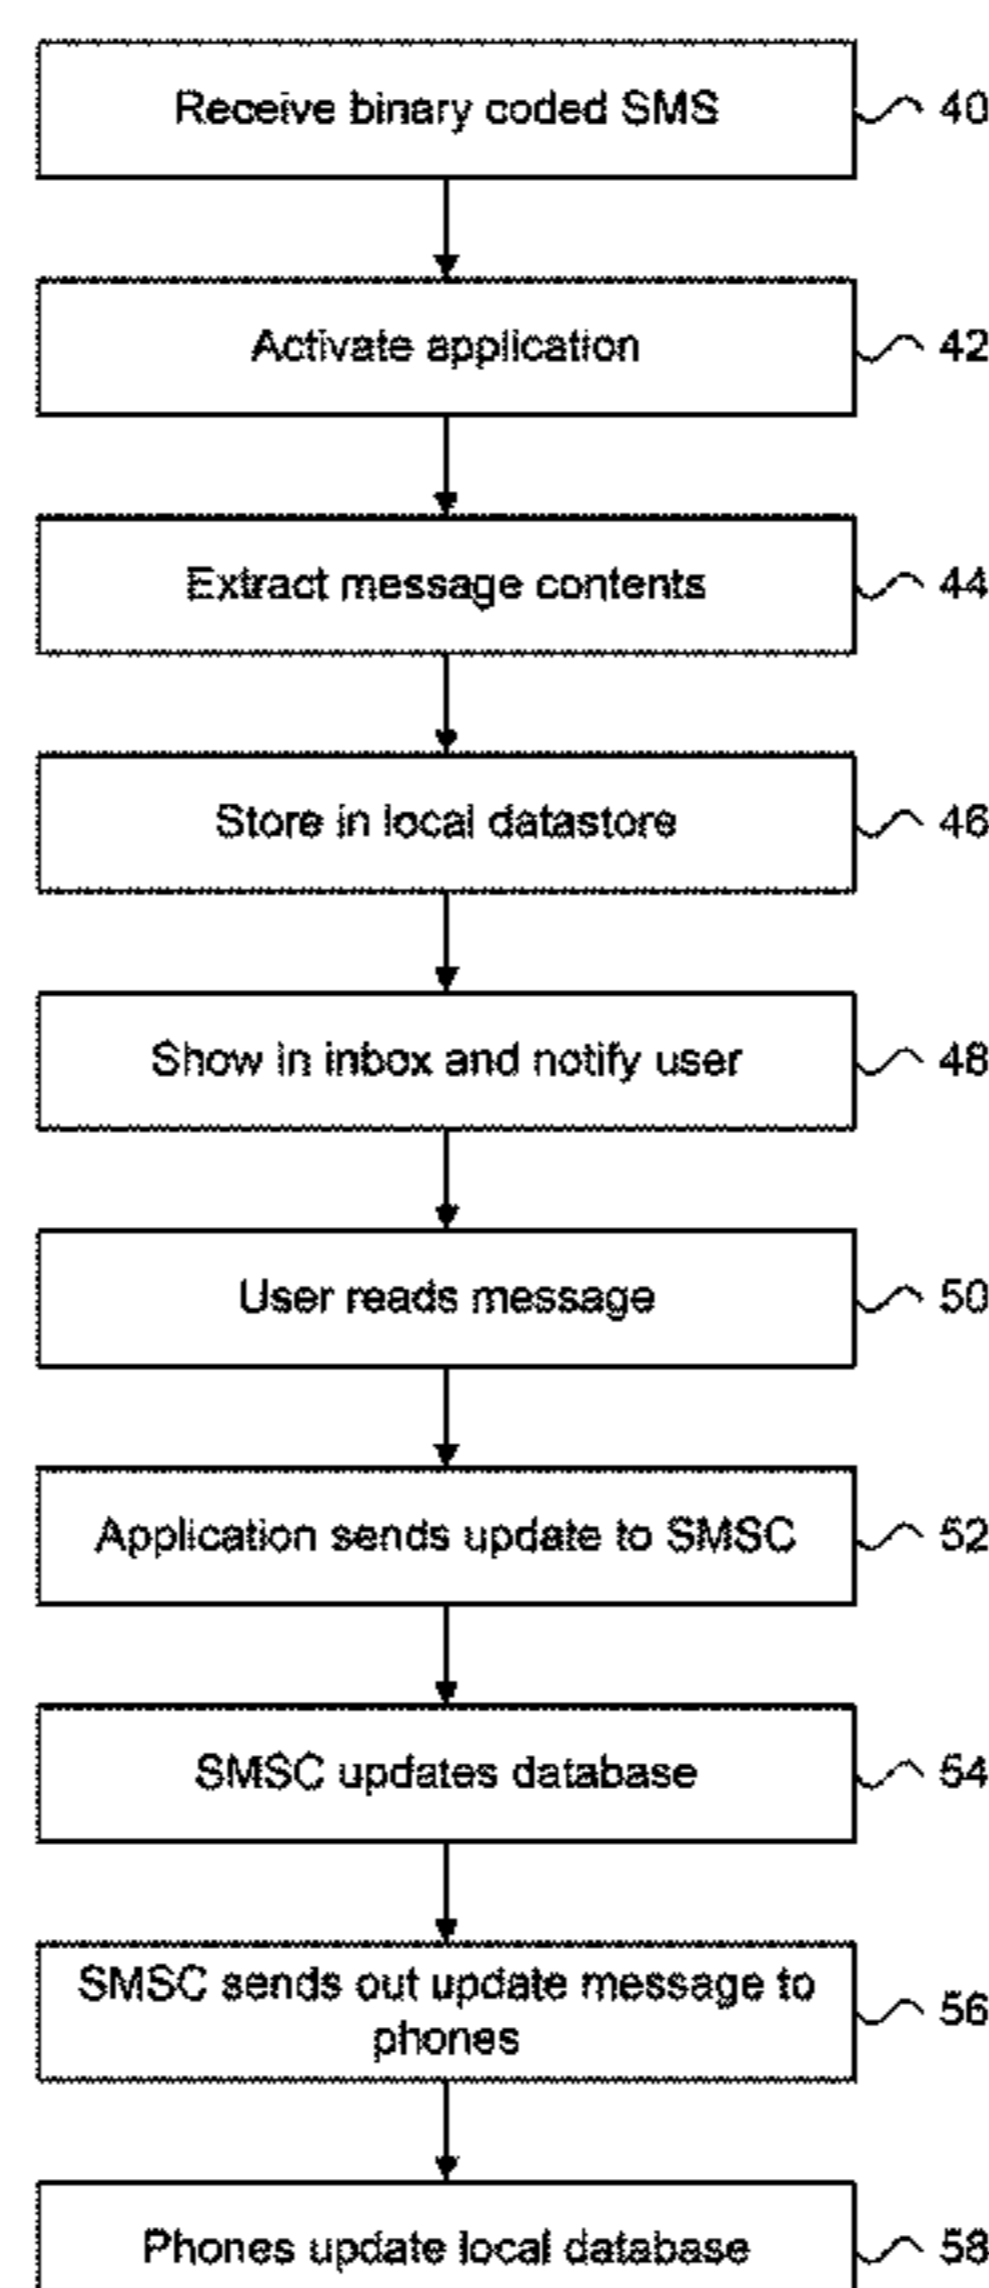 Receive binary coded SMS 40
Activate application 42
Extract message contents 44
Store in local datastore 46
Show in inbox and notify user 48
User reads message 50
Application sends update to SMSC 52
SMSC updates database 54
SMSC sends out update message to
phones 56
Phones update local database 58